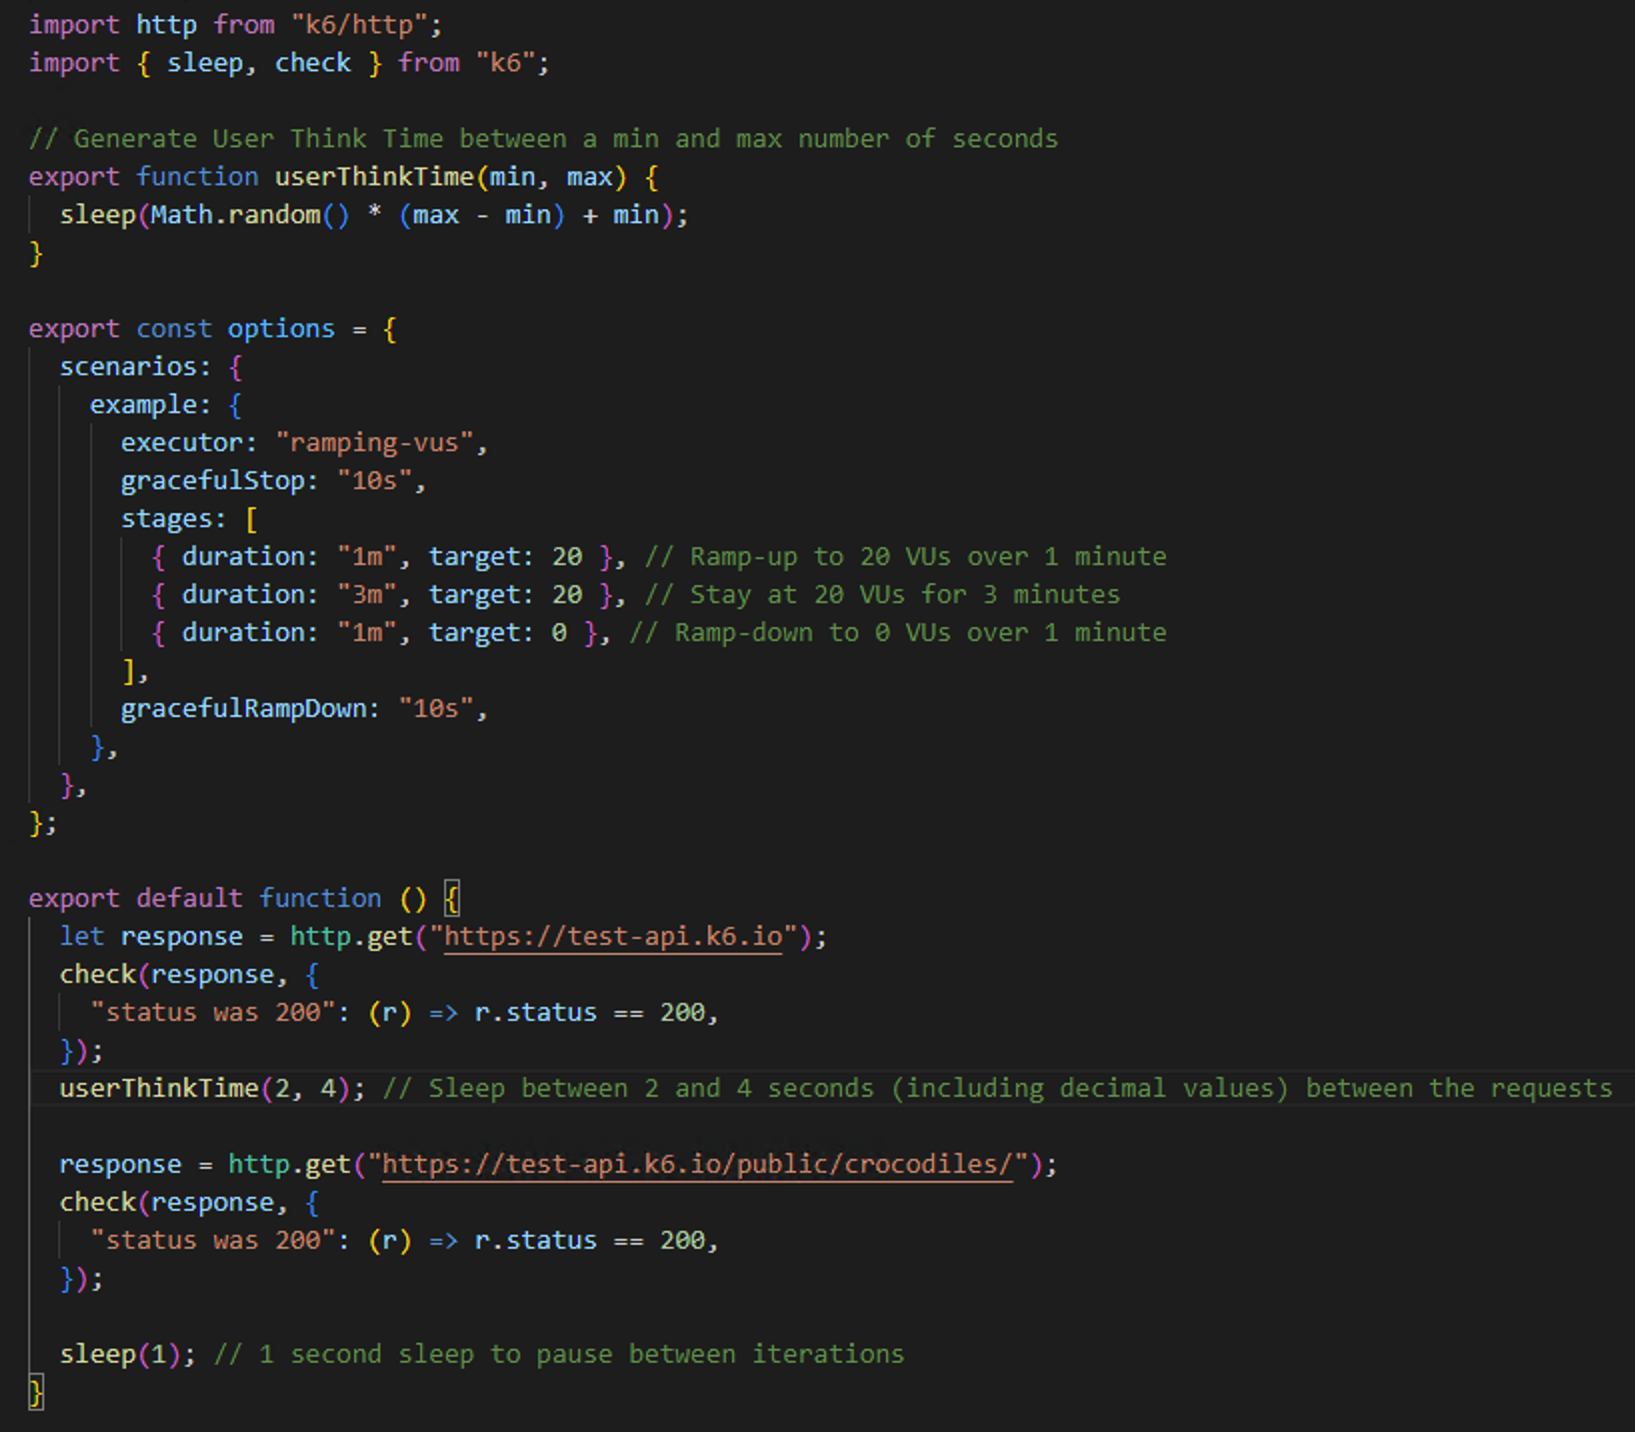 import http from "k6/http";
import { sleep, check } from "k6";
// Generate User Think Time between a min and max number of seconds
export function userThinkTime(min, max) {
  sleep(Math.random() * (max - min) + min);
}
export const options = {
  scenarios: {
    example: {
      executor: "ramping-vus",
      gracefulStop: "10s",
      stages: [
        { duration: "1m", target: 20 }, // Ramp-up to 20 VUs over 1 minute
        { duration: "3m", target: 20 }, // Stay at 20 VUs for 3 minutes
        { duration: "1m", target: 0 }, // Ramp-down to 0 VUs over 1 minute
      ],
      gracefulRampDown: "10s",
    },
  },
};
export default function () {
  let response = http.get("https://test-api.k6.io");
  check(response, {
    "status was 200": (r) => r.status == 200,
  });
  userThinkTime(2, 4); // Sleep between 2 and 4 seconds (including decimal values) between the requests
  response = http.get("https://test-api.k6.io/public/crocodiles/");
  check(response, {
    "status was 200": (r) => r.status == 200,
  });
  sleep(1); // 1 second sleep to pause between iterations
}